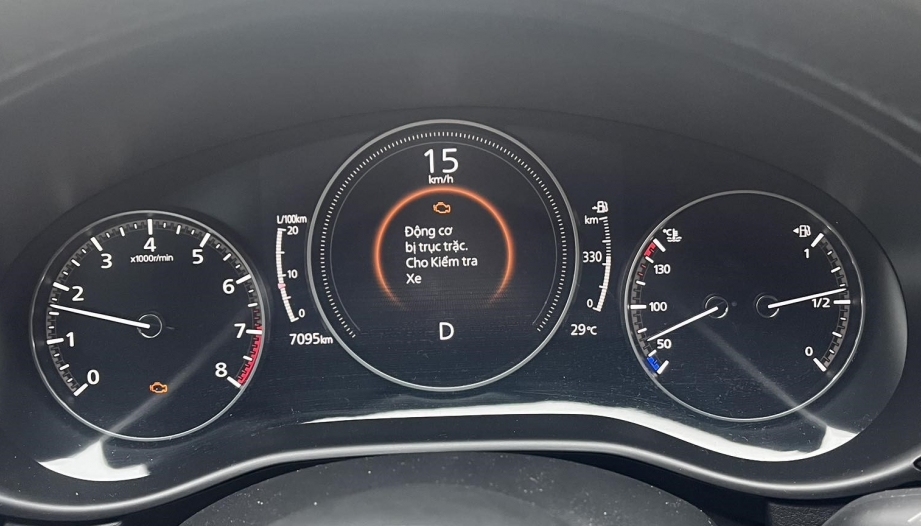 15
km/h
Động cơ
bị trục trặc.
Cho Kiểm tra
Xe
D
L/100km
20
10
0
7095km
km
330
0
29°C
0
1
2
3
4
5
6
7
8
x1000r/min
°C
130
100
50
1
1/2
0